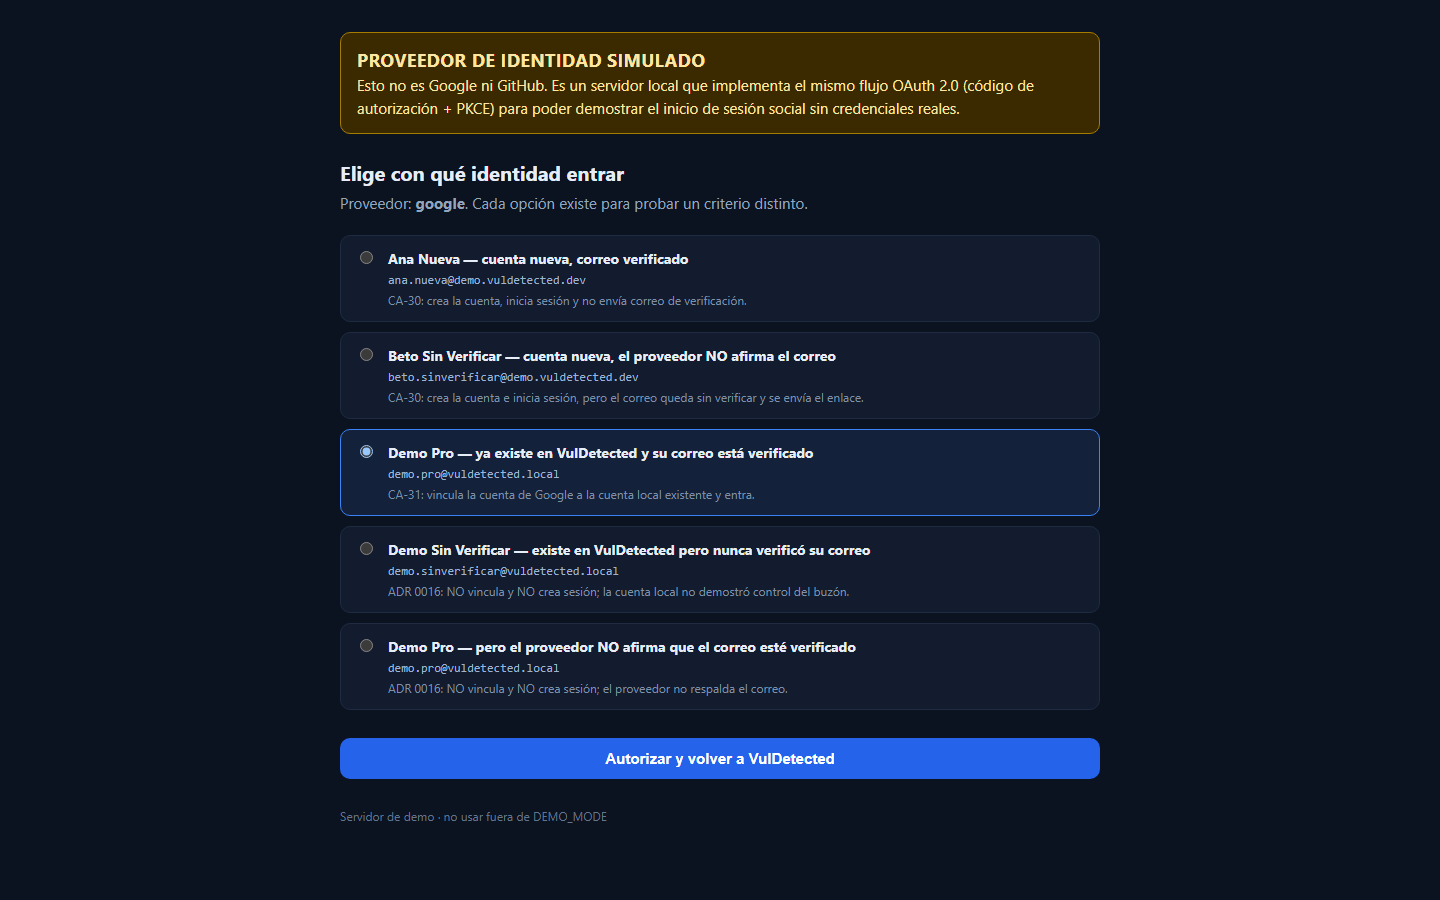 PROVEEDOR DE IDENTIDAD SIMULADO
Esto no es Google ni GitHub. Es un servidor local que implementa el mismo flujo OAuth 2.0 (código de
autorización + PKCE) para poder demostrar el inicio de sesión social sin credenciales reales.
Elige con qué identidad entrar
Proveedor: google. Cada opción existe para probar un criterio distinto.
Ana Nueva — cuenta nueva, correo verificado
ana.nueva@demo.vuldetected.dev
CA-30: crea la cuenta, inicia sesión y no envía correo de verificación.
Beto Sin Verificar — cuenta nueva, el proveedor NO afirma el correo
beto.sinverificar@demo.vuldetected.dev
CA-30: crea la cuenta e inicia sesión, pero el correo queda sin verificar y se envía el enlace.
Demo Pro — ya existe en VulDetected y su correo está verificado
demo.pro@vuldetected.local
CA-31: vincula la cuenta de Google a la cuenta local existente y entra.
Demo Sin Verificar — existe en VulDetected pero nunca verificó su correo
demo.sinverificar@vuldetected.local
ADR 0016: NO vincula y NO crea sesión; la cuenta local no demostró control del buzón.
Demo Pro — pero el proveedor NO afirma que el correo esté verificado
demo.pro@vuldetected.local
ADR 0016: NO vincula y NO crea sesión; el proveedor no respalda el correo.
Autorizar y volver a VulDetected
Servidor de demo · no usar fuera de DEMO_MODE